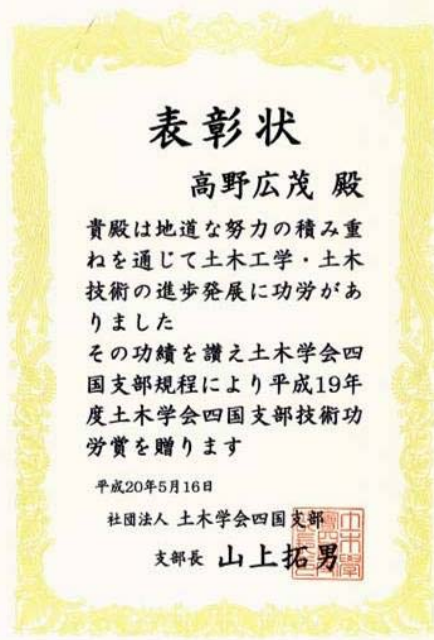 表彰状
高野広茂 殿
貴殿は地道な努力の積み重
ねを通じて土木工学・土木
技術の進歩発展に功労があ
りました
その功績を讃え土木学会四
国支部規程により平成19年
度土木学会四国支部技術功
労賞を贈ります
平成20年5月16日
社団法人 土木学会四国支部
支部長 山上拓男